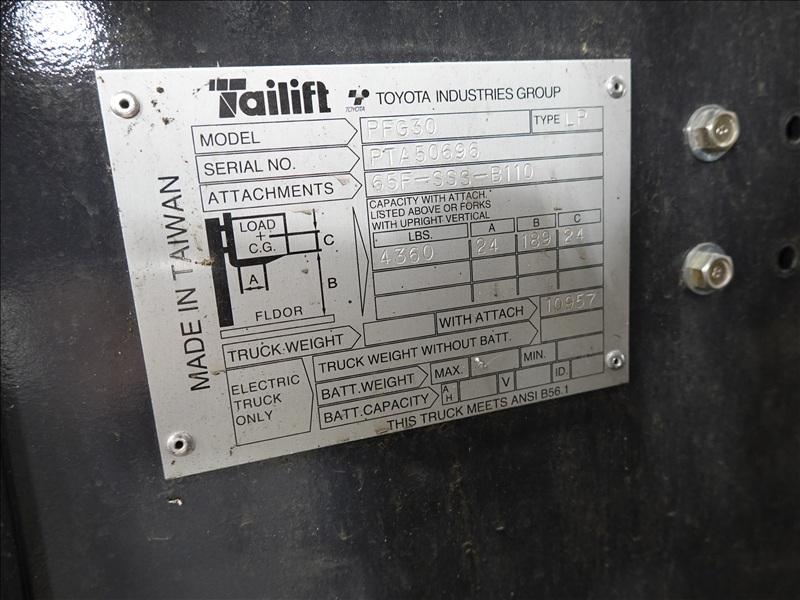 Tailift TOYOTA TOYOTA INDUSTRIES GROUP
MODEL PFG30 TYPE LP
SERIAL NO. PTA50696
ATTACHMENTS 65F-SSS-B110
CAPACITY WITH ATTACH.
LISTED ABOVE OR FORKS
WITH UPRIGHT VERTICAL
LBS. A B C
4360 24 189 24
LOAD
+
C.G.
C
A
B
FLDOR
MADE IN TAIWAN
TRUCK WEIGHT WITH ATTACH 10957
ELECTRIC
TRUCK
ONLY
TRUCK WEIGHT WITHOUT BATT.
BATT.WEIGHT MAX. MIN.
BATT.CAPACITY A H V ID.
THIS TRUCK MEETS ANSI B56.1